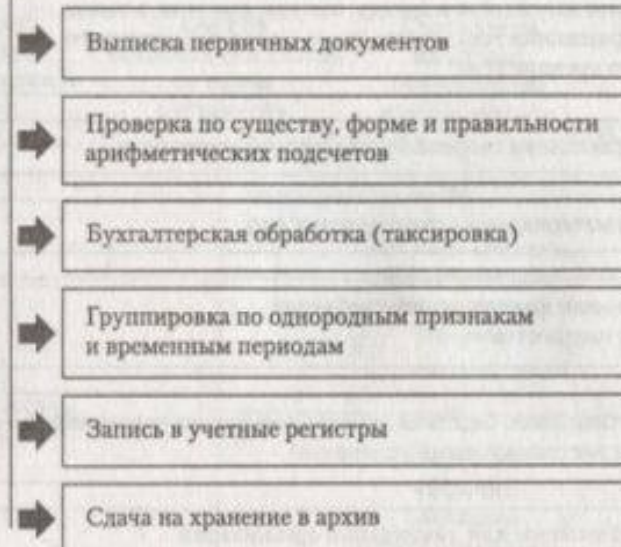 Выписка первичных документов
Проверка по существу, форме и правильности
арифметических подсчетов
Бухгалтерская обработка (таксировка)
Группировка по однородным признакам
и временным периодам
Запись в учетные регистры
Сдача на хранение в архив